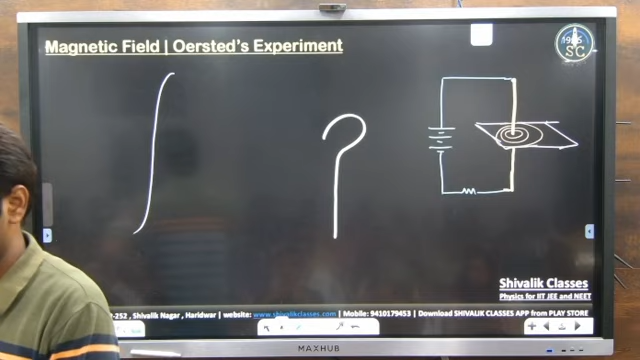 Magnetic Field | Oersted's Experiment
SC
Shivalik Classes
Physics for IIT JEE and NEET
-252 , Shivalik Nagar , Haridwar | website: www.shivalikclasses.com | Mobile: 9410179453 | Download SHIVALIK CLASSES APP from PLAY STORE
MAXHUB